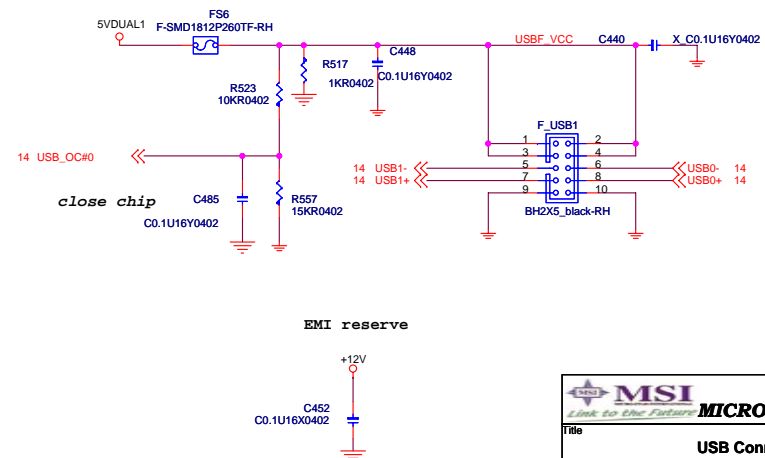 5VDUAL1
FS6
F-SMD1812P260TF-RH
R523
10KR0402
R517
1KR0402
C448
C0.1U16Y0402
USBF_VCC
C440
X_C0.1U16Y0402
14 USB_OC#0
close chip
C485
C0.1U16Y0402
R557
15KR0402
F_USB1
1 2
3 4
5 6
7 8
9 10
14 USB1-
14 USB1+
USB0- 14
USB0+ 14
BH2X5_black-RH
EMI reserve
+12V
C452
C0.1U16X0402
MSI
Link to the Future
MICRO
Title
USB Con